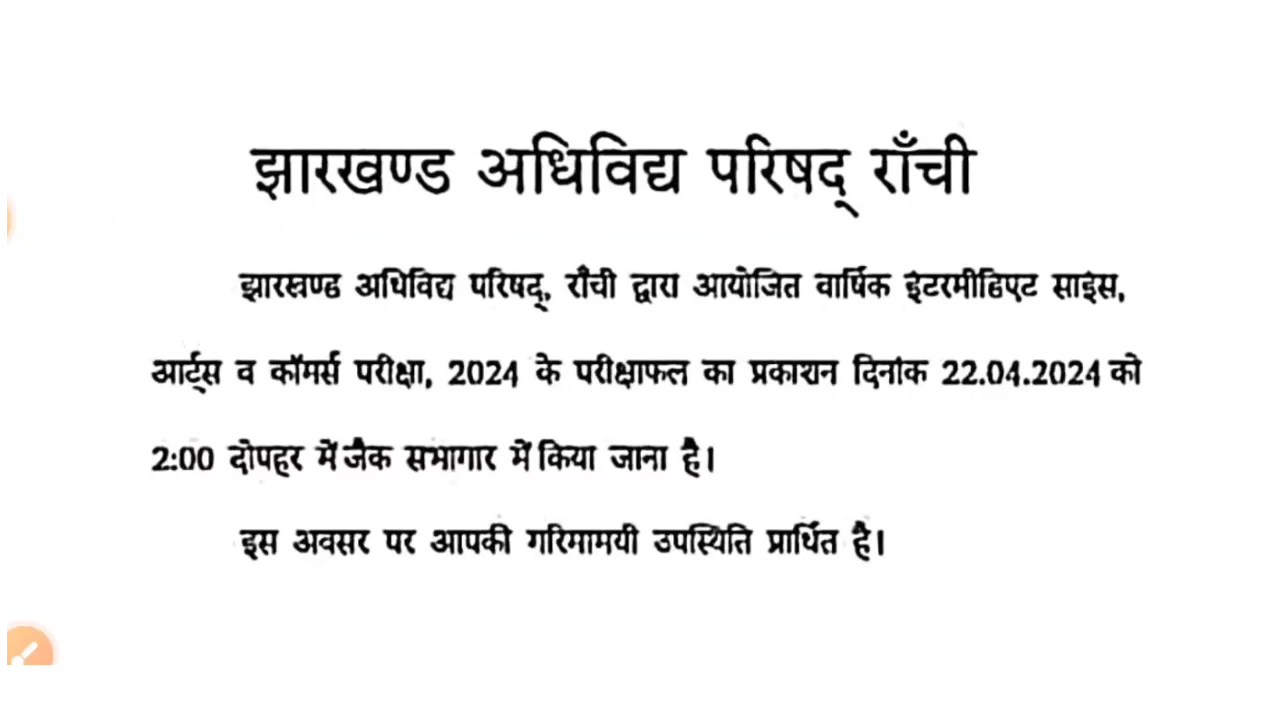 झारखण्ड अधिविद्य परिषद् राँची
झारखण्ड अधिविद्य परिषद्, राँची द्वारा आयोजित वार्षिक इंटरमीडिएट साइंस,
आर्ट्स व कॉमर्स परीक्षा, 2024 के परीक्षाफल का प्रकाशन दिनांक 22.04.2024 को
2:00 दोपहर में जैक सभागार में किया जाना है।
इस अवसर पर आपकी गरिमामयी उपस्थिति प्रार्थित है।